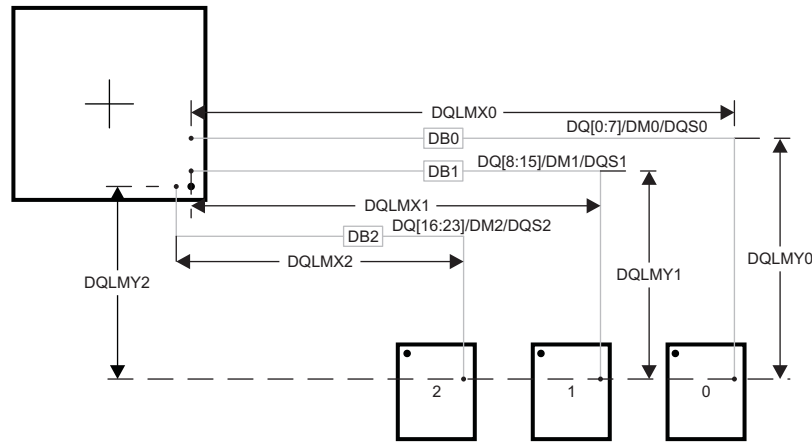 DQLMX0
DQ[0:7]/DM0/DQS0
DB0
DQ[8:15]/DM1/DQS1
DB1
DQLMX1
DQ[16:23]/DM2/DQS2
DB2
DQLMX2
DQLMY0
DQLMY1
DQLMY2
2
1
0